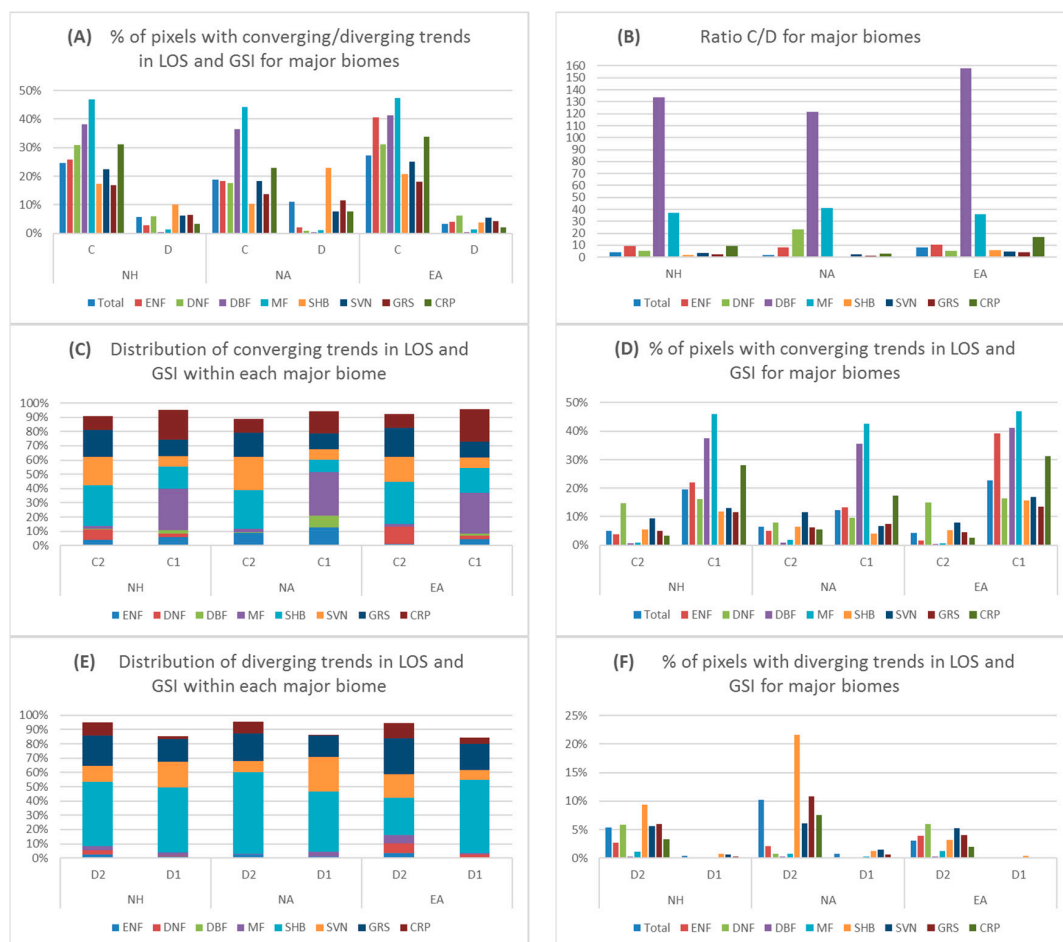 (A) % of pixels with converging/diverging trends
in LOS and GSI for major biomes
50%
40%
30%
20%
10%
0%
C D C D C D
NH NA EA
Total ENF DNF DBF MF SHB SVN GRS CRP
(B) Ratio C/D for major biomes
160
150
140
130
120
110
100
90
80
70
60
50
40
30
20
10
0
NH NA EA
Total ENF DNF DBF MF SHB SVN GRS CRP
(C) Distribution of converging trends in LOS and
GSI within each major biome
100%
90%
80%
70%
60%
50%
40%
30%
20%
10%
0%
C2 C1 C2 C1 C2 C1
NH NA EA
ENF DNF DBF MF SHB SVN GRS CRP
(D) % of pixels with converging trends in LOS and
GSI for major biomes
50%
40%
30%
20%
10%
0%
C2 C1 C2 C1 C2 C1
NH NA EA
Total ENF DNF DBF MF SHB SVN GRS CRP
(E) Distribution of diverging trends in LOS and
GSI within each major biome
100%
90%
80%
70%
60%
50%
40%
30%
20%
10%
0%
D2 D1 D2 D1 D2 D1
NH NA EA
ENF DNF DBF MF SHB SVN GRS CRP
(F) % of pixels with diverging trends in LOS and
GSI for major biomes
25%
20%
15%
10%
5%
0%
D2 D1 D2 D1 D2 D1
NH NA EA
Total ENF DNF DBF MF SHB SVN GRS CRP